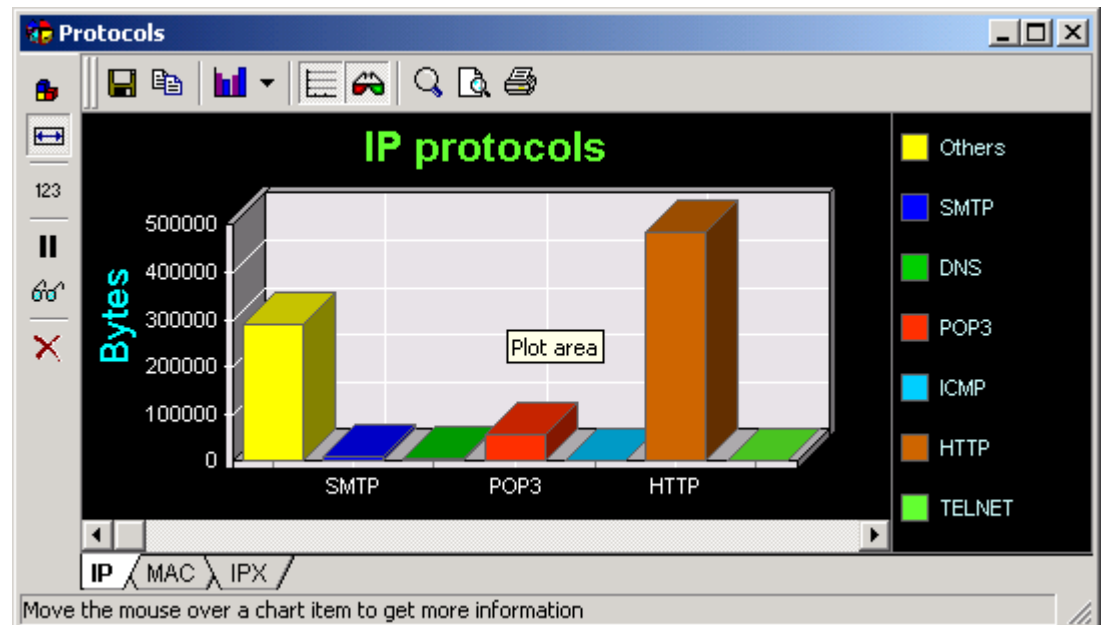 Protocols
123
IP protocols
Bytes
500000
400000
300000
200000
100000
0
Plot area
SMTP
POP3
HTTP
Others
SMTP
DNS
POP3
ICMP
HTTP
TELNET
IP
MAC
IPX
Move the mouse over a chart item to get more information